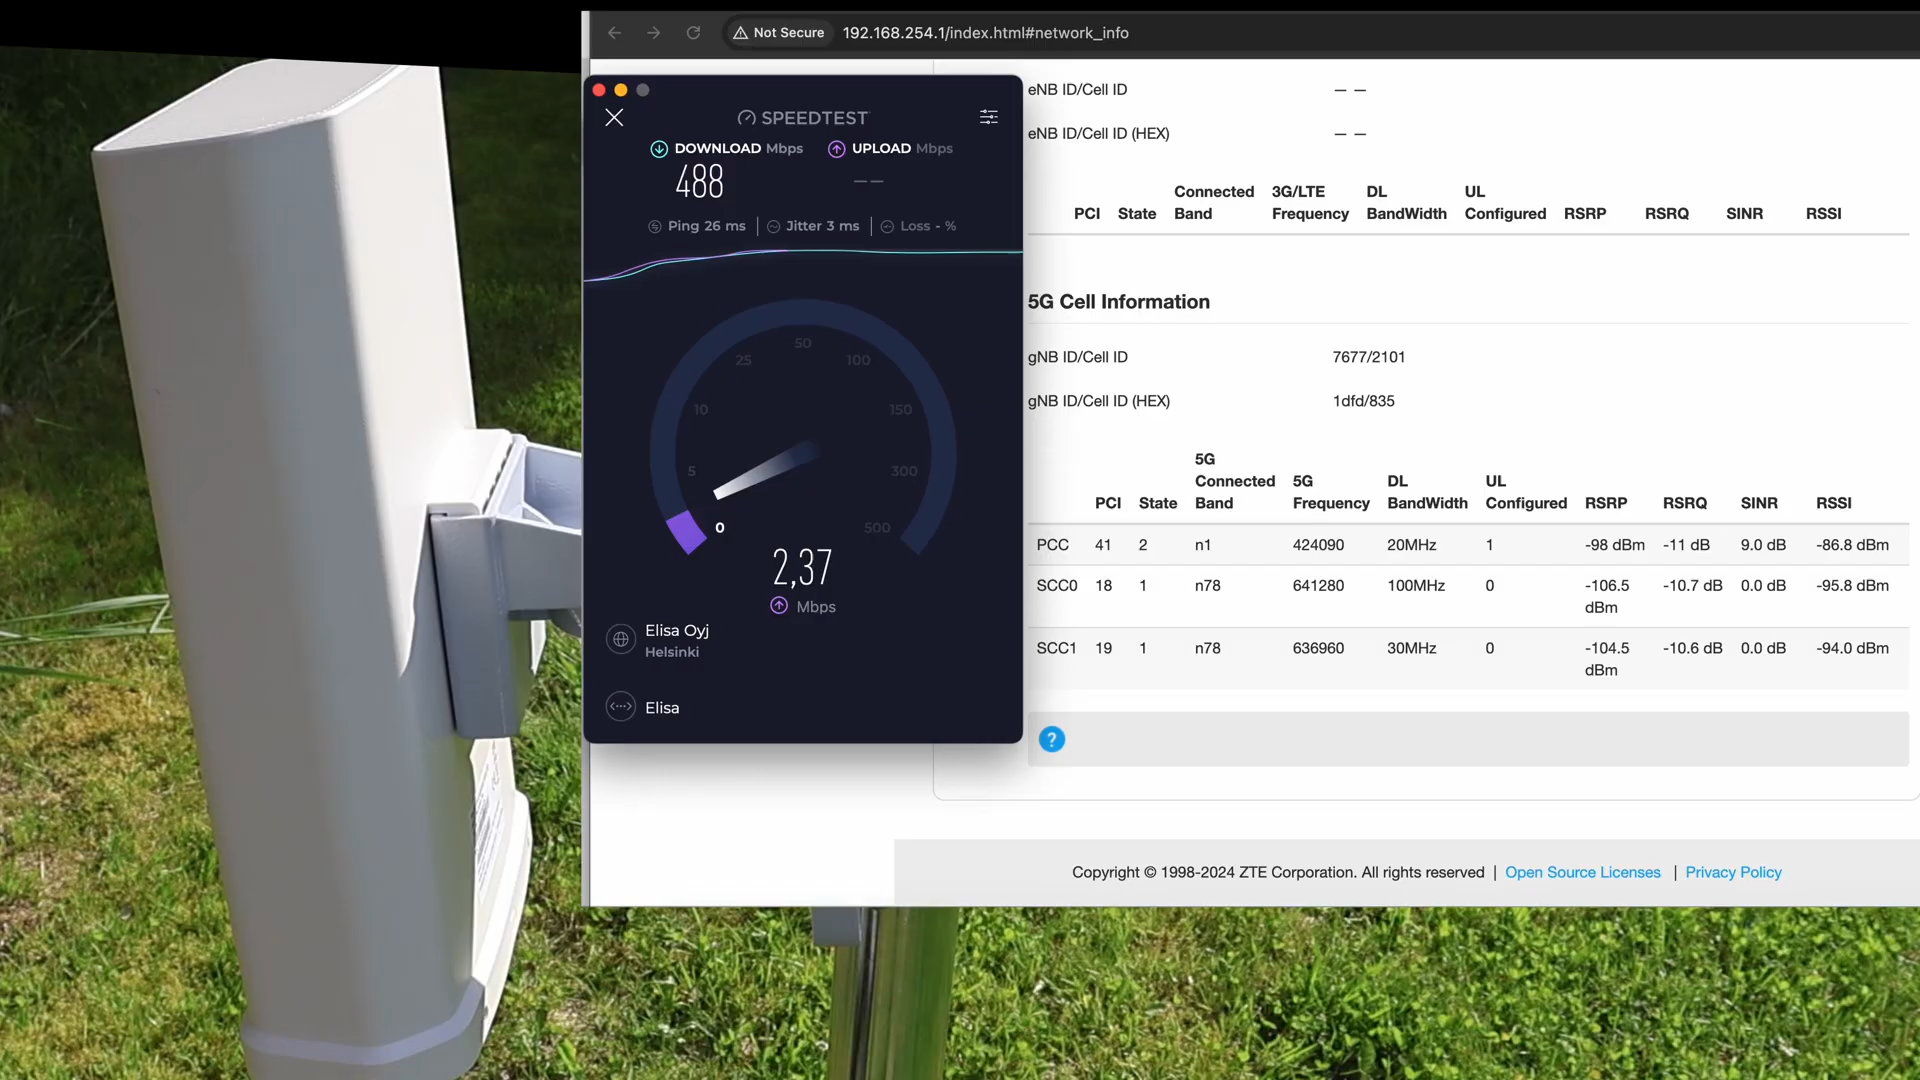 Not Secure 192.168.254.1/index.html#network_info
SPEEDTEST
DOWNLOAD Mbps UPLOAD Mbps
488 — —
Ping 26 ms Jitter 3 ms Loss - %
0
5
10
25
50
100
150
300
500
2,37
Mbps
Elisa Oyj
Helsinki
Elisa
eNB ID/Cell ID — —
eNB ID/Cell ID (HEX) — —
PCI State Connected Band 3G/LTE Frequency DL BandWidth UL Configured RSRP RSRQ SINR RSSI
5G Cell Information
gNB ID/Cell ID 7677/2101
gNB ID/Cell ID (HEX) 1dfd/835
PCI State 5G Connected Band 5G Frequency DL BandWidth UL Configured RSRP RSRQ SINR RSSI
PCC 41 2 n1 424090 20MHz 1 -98 dBm -11 dB 9.0 dB -86.8 dBm
SCC0 18 1 n78 641280 100MHz 0 -106.5 dBm -10.7 dB 0.0 dB -95.8 dBm
SCC1 19 1 n78 636960 30MHz 0 -104.5 dBm -10.6 dB 0.0 dB -94.0 dBm
?
Copyright © 1998-2024 ZTE Corporation. All rights reserved | Open Source Licenses | Privacy Policy